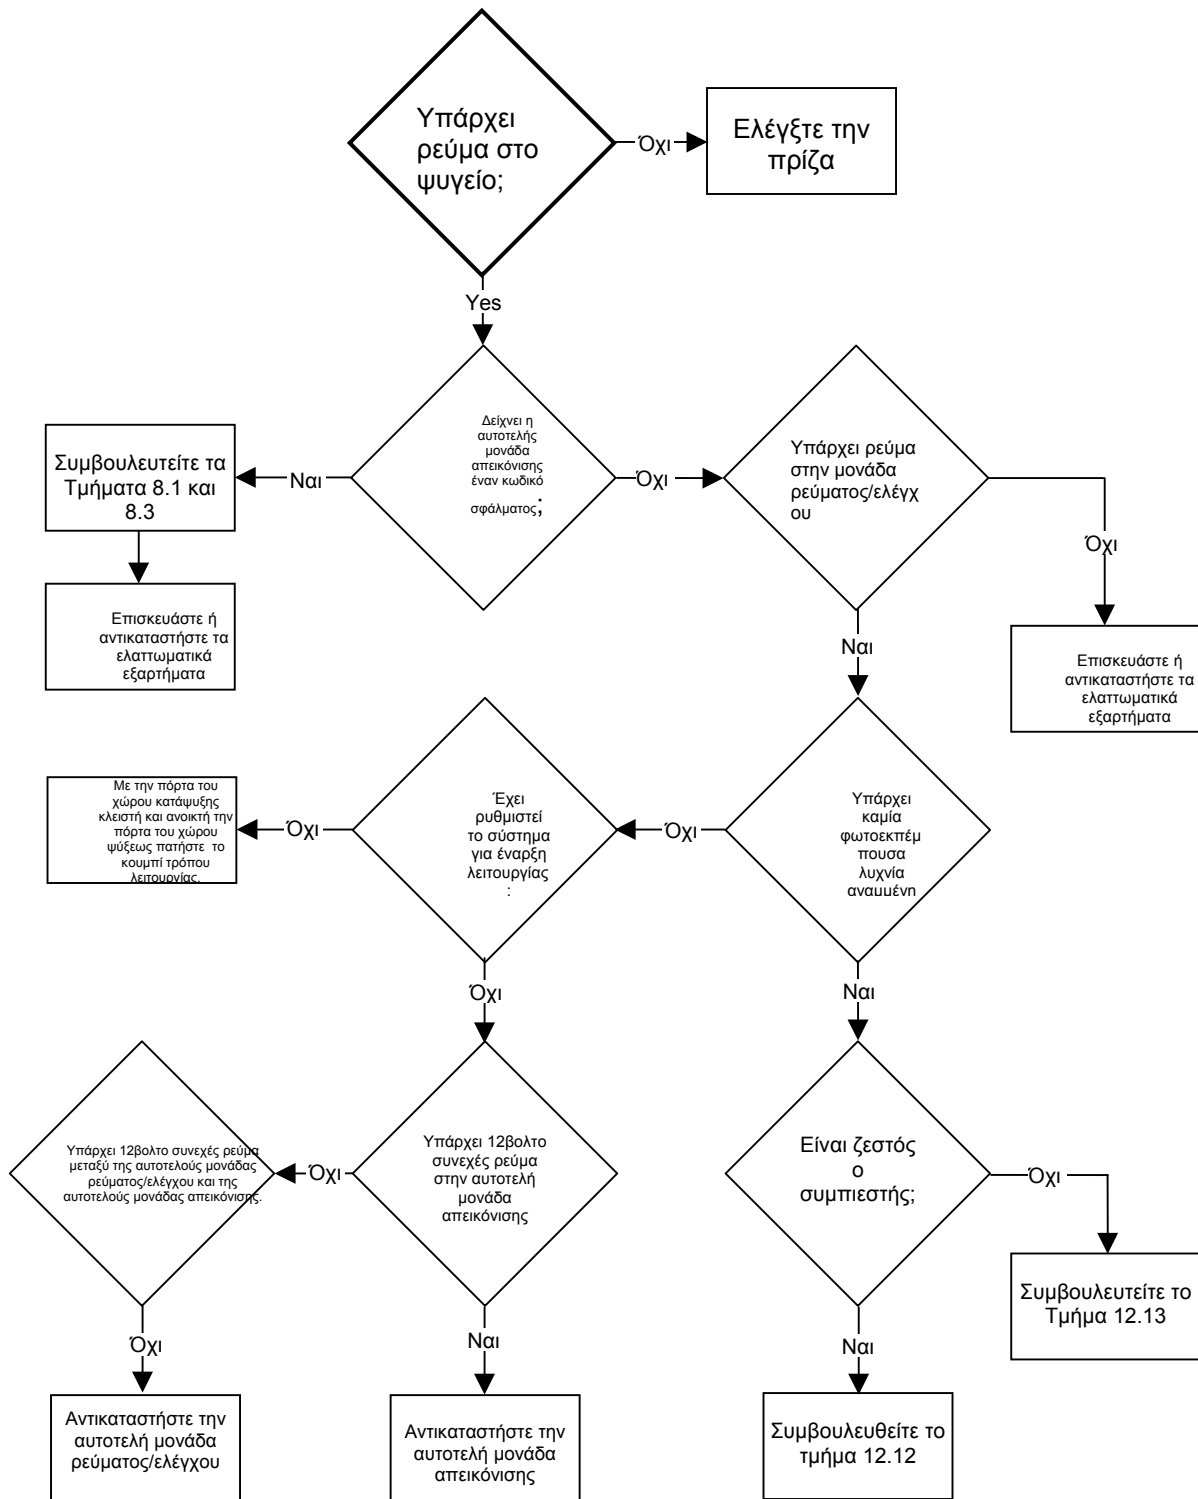 Υπάρχει
ρεύμα στο
ψυγείο;
Όχι
Ελέγξτε την
πρίζα
Yes
Δείχνει η
αυτοτελής
μονάδα
απεικόνισης
έναν κωδικό
σφάλματος;
Ναι
Συμβουλευτείτε τα
Τμήματα 8.1 και
8.3
Επισκευάστε ή
αντικαταστήστε τα
ελαττωματικά
εξαρτήματα
Όχι
Υπάρχει ρεύμα
στην μονάδα
ρεύματος/ελέγχ
ου
Όχι
Επισκευάστε ή
αντικαταστήστε τα
ελαττωματικά
εξαρτήματα
Ναι
Υπάρχει
καμία
φωτοεκπέμ
πουσα
λυχνία
αναμμένη
Όχι
Έχει
ρυθμιστεί
το σύστημα
για έναρξη
λειτουργίας
:
Όχι
Με την πόρτα του
χώρου κατάψυξης
κλειστή και ανοικτή την
πόρτα του χώρου
ψύξεως πατήστε το
κουμπί τρόπου
λειτουργίας.
Όχι
Υπάρχει 12βολτο
συνεχές ρεύμα
στην αυτοτελή
μονάδα
απεικόνισης
Όχι
Υπάρχει 12βολτο συνεχές ρεύμα
μεταξύ της αυτοτελούς μονάδας
ρεύματος/ελέγχου και της
αυτοτελούς μονάδας απεικόνισης.
Όχι
Αντικαταστήστε την
αυτοτελή μονάδα
ρεύματος/ελέγχου
Ναι
Αντικαταστήστε την
αυτοτελή μονάδα
απεικόνισης
Ναι
Είναι ζεστός
ο
συμπιεστής;
Όχι
Συμβουλευτείτε το
Τμήμα 12.13
Ναι
Συμβουλευθείτε το
τμήμα 12.12